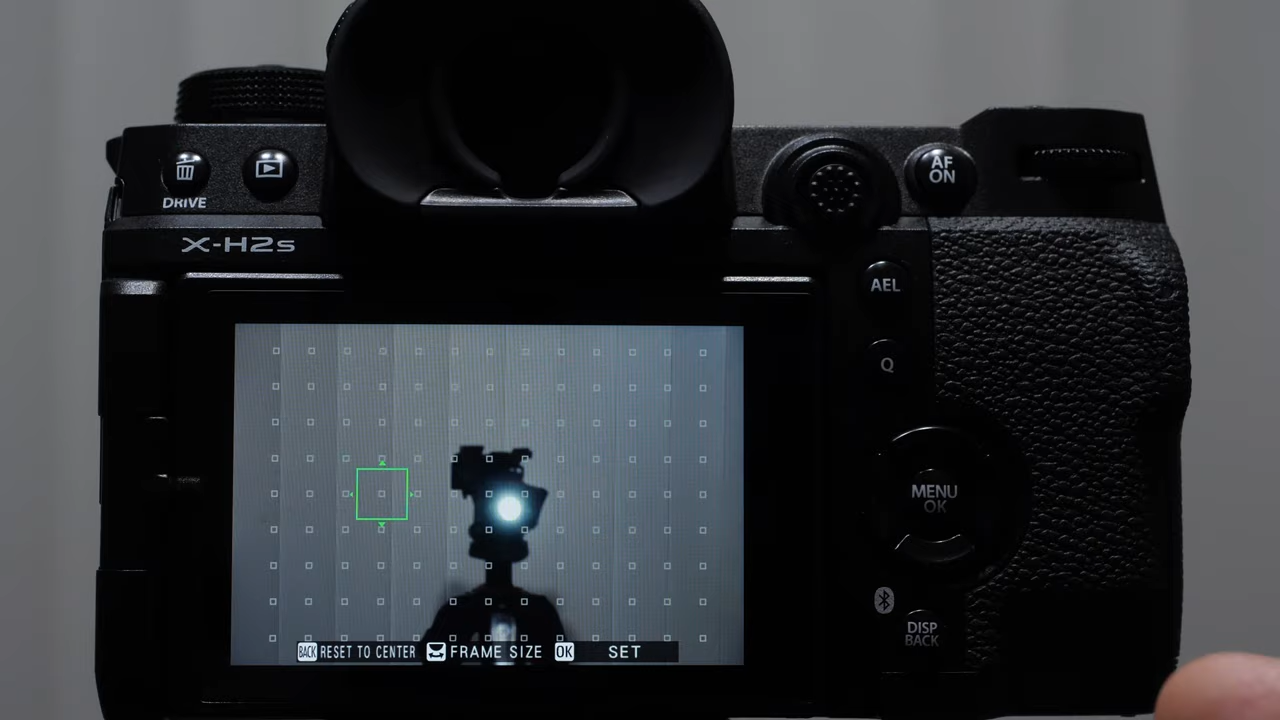 DRIVE
AF
ON
X-H2s
AEL
Q
MENU
OK
DISP
BACK
BACK RESET TO CENTER FRAME SIZE OK SET